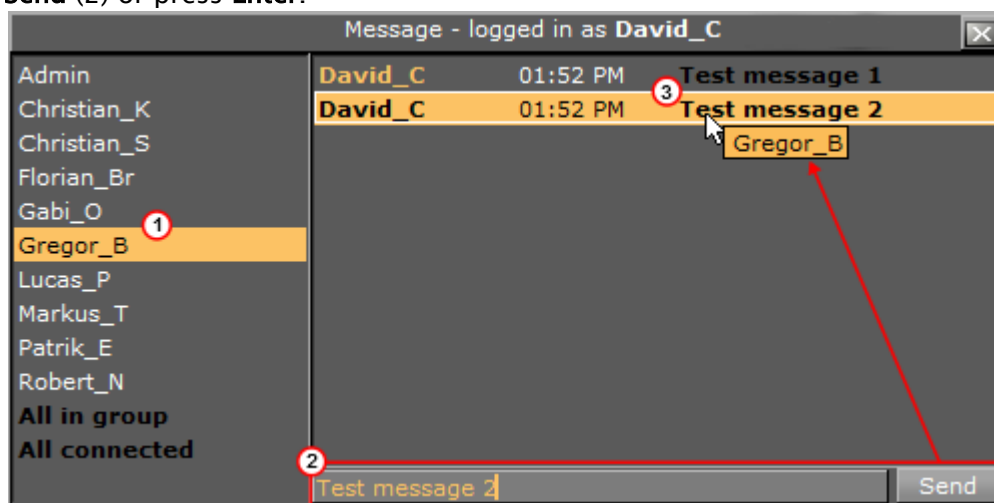 Send (2) or press Enter.
Message - logged in as David_C
Admin
Christian_K
Christian_S
Florian_Br
Gabi_O
1
Gregor_B
Lucas_P
Markus_T
Patrik_E
Robert_N
All in group
All connected
David_C 01:52 PM Test message 1
3
David_C 01:52 PM Test message 2
Gregor_B
2
Test message 2 Send